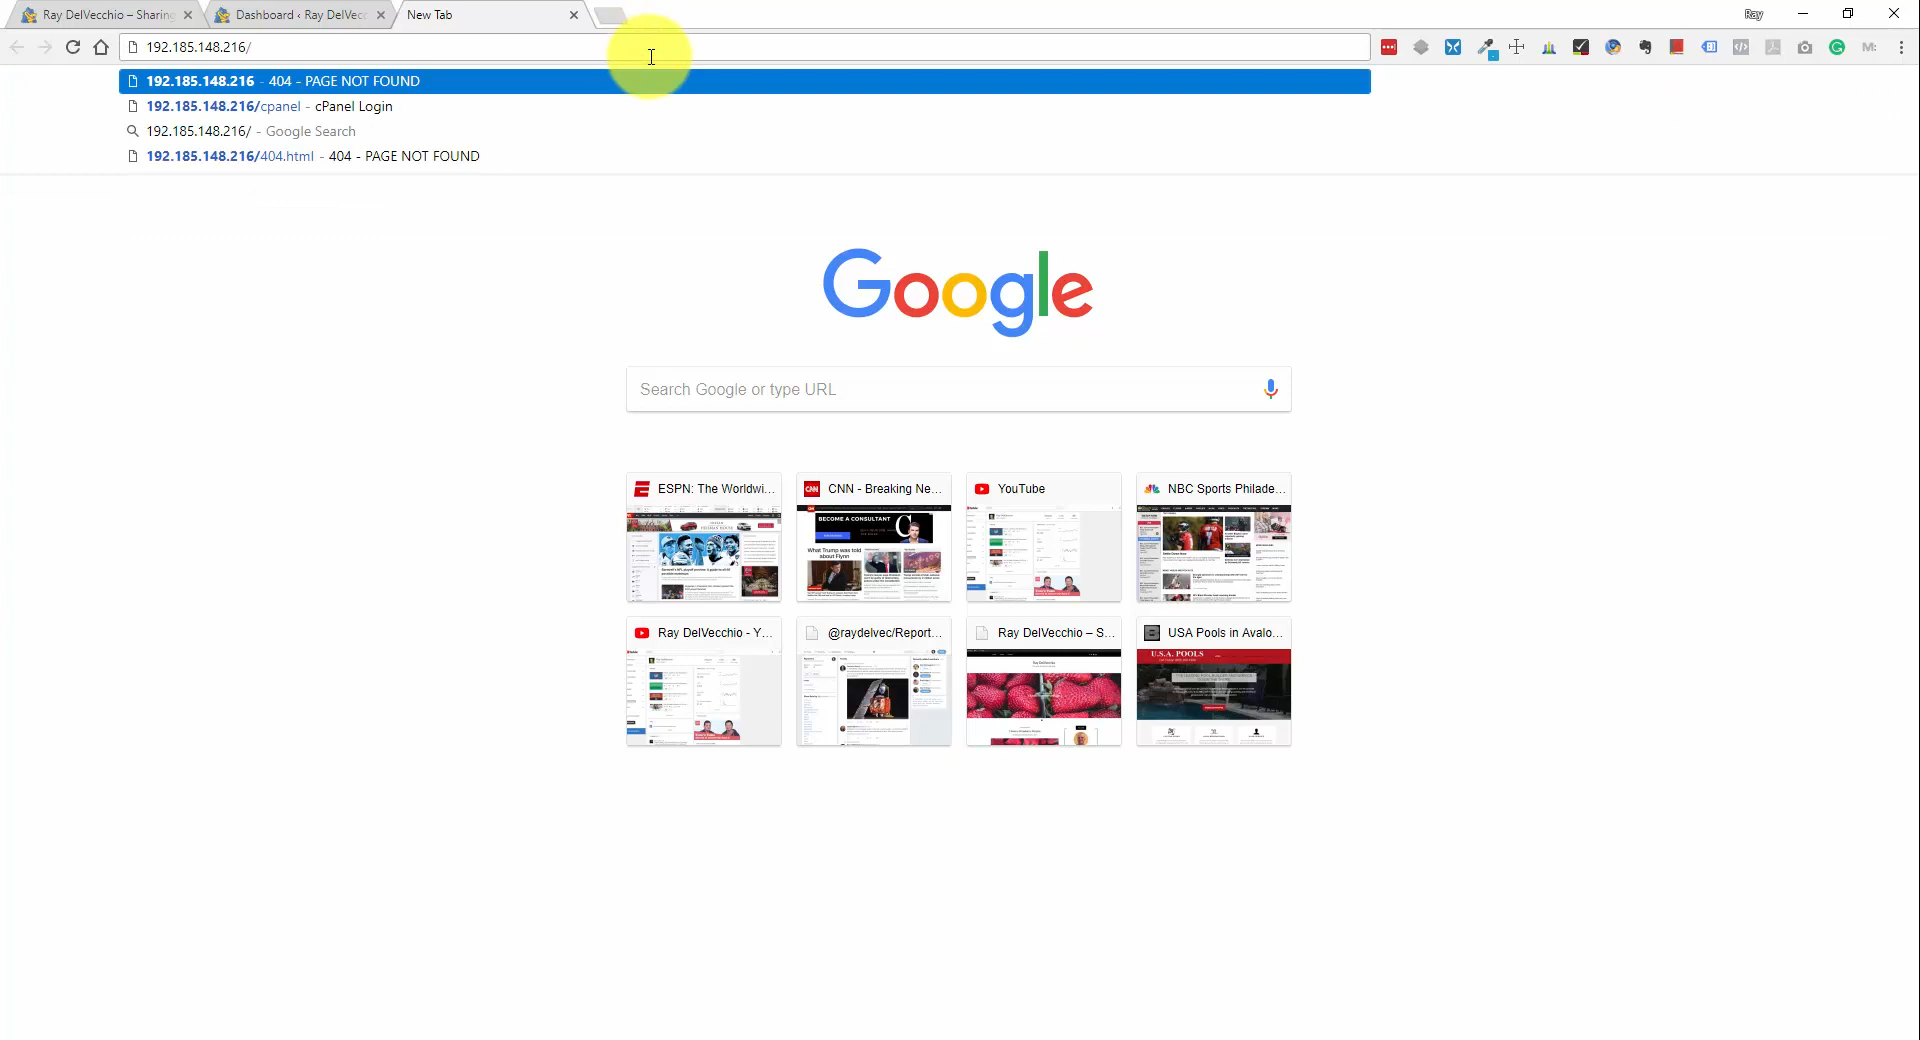 Ray DelVecchio – Sharing
Dashboard ‹ Ray DelVecc
New Tab
Ray
192.185.148.216/
M:
192.185.148.216 - 404 - PAGE NOT FOUND
192.185.148.216/cpanel - cPanel Login
192.185.148.216/ - Google Search
192.185.148.216/404.html - 404 - PAGE NOT FOUND
Google
Search Google or type URL
ESPN: The Worldwi...
CNN - Breaking Ne...
YouTube
NBC Sports Philade...
BECOME A CONSULTANT
What Trump was told
about Flynn
Ray DelVecchio - Y...
@raydelvec/Report...
Ray DelVecchio – S...
USA Pools in Avalo...
U.S.A. POOLS